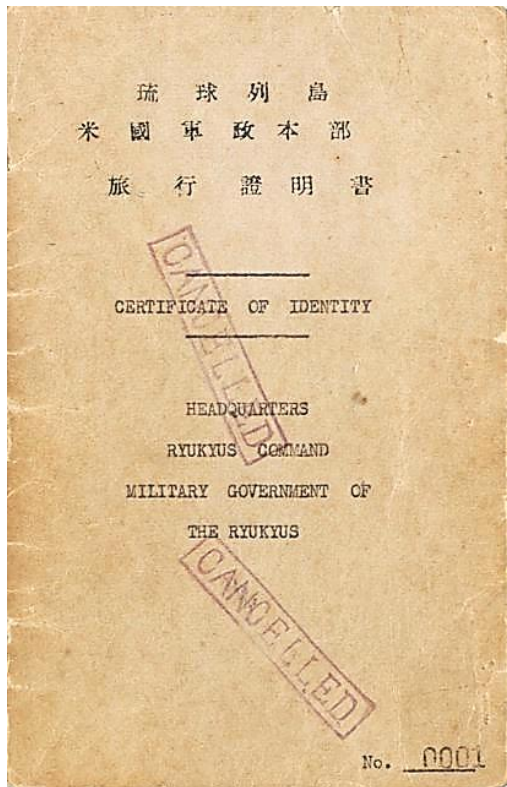 琉球列島
米國軍政本部
旅行證明書
CANCELLED
CERTIFICATE OF IDENTITY
HEADQUARTERS
RYUKYUS COMMAND
MILITARY GOVERNMENT OF
THE RYUKYUS
CANCELLED
No. 0001